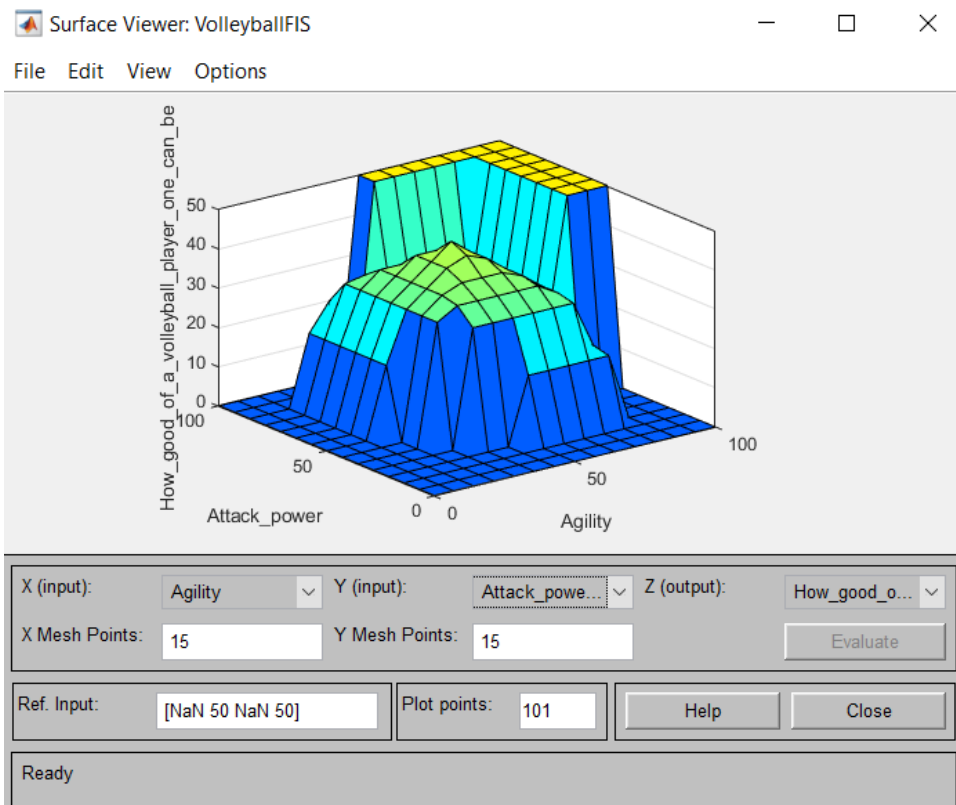 Surface Viewer: VolleyballFIS
File Edit View Options
How_good_of_a_volleyball_player_one_can_be
50
40
30
20
10
0
100
50
0
Attack_power
0
50
100
Agility
X (input): Agility Y (input): Attack_powe... Z (output): How_good_o...
X Mesh Points: 15 Y Mesh Points: 15 Evaluate
Ref. Input: [NaN 50 NaN 50] Plot points: 101 Help Close
Ready